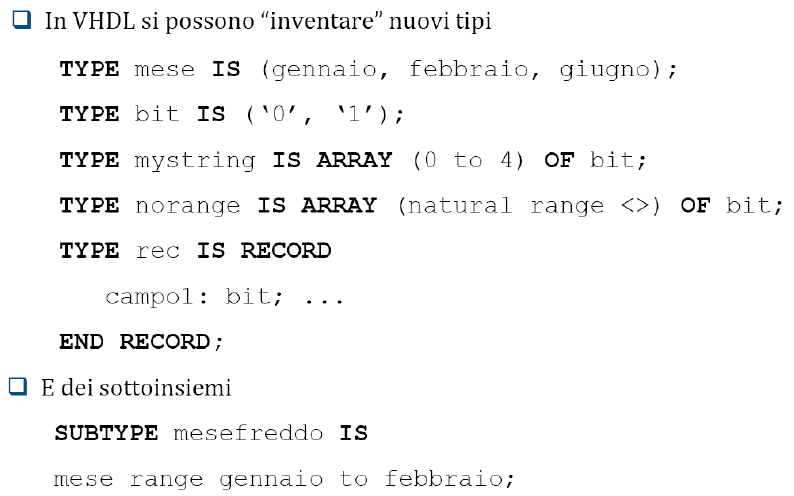 In VHDL si possono “inventare” nuovi tipi
TYPE mese IS (gennaio, febbraio, giugno);
TYPE bit IS (‘0’, ‘1’);
TYPE mystring IS ARRAY (0 to 4) OF bit;
TYPE norange IS ARRAY (natural range <>) OF bit;
TYPE rec IS RECORD
campo1: bit; ...
END RECORD;
E dei sottoinsiemi
SUBTYPE mesefreddo IS
mese range gennaio to febbraio;